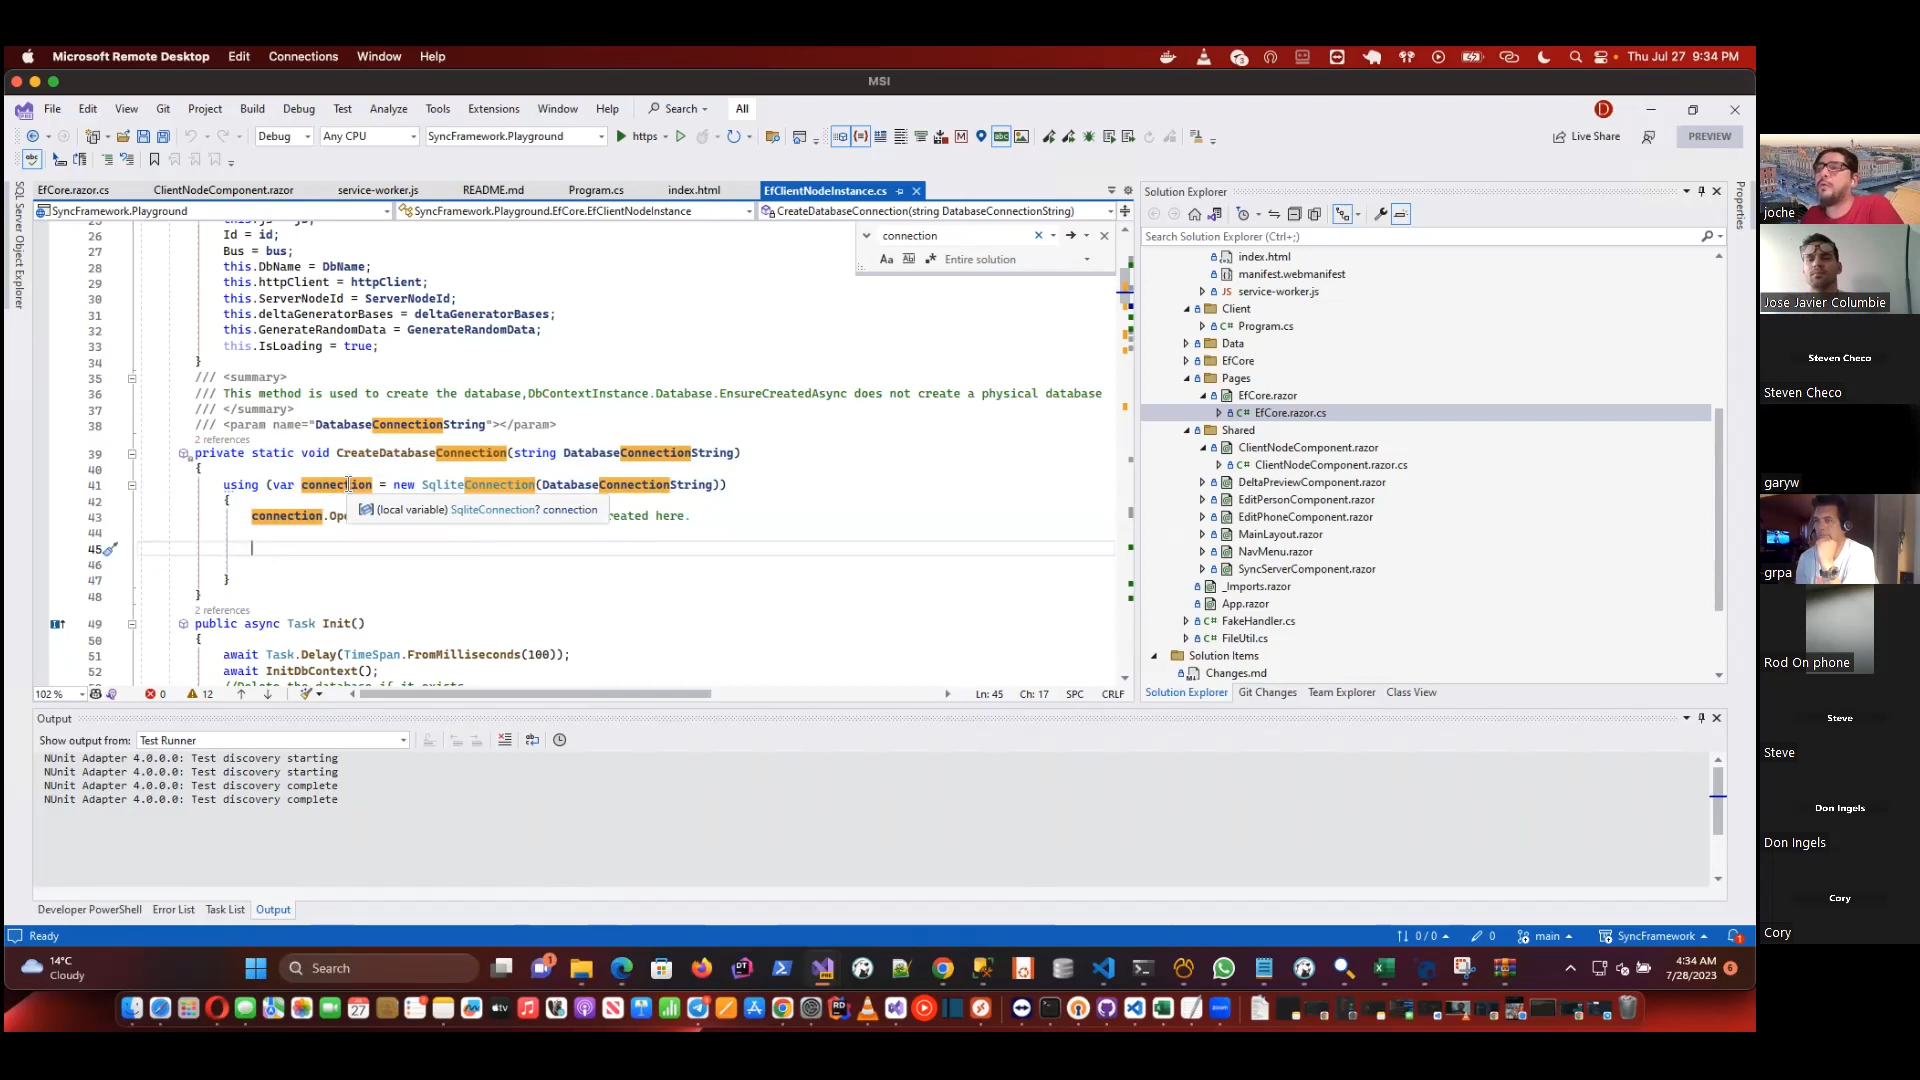 Microsoft Remote Desktop Edit Connections Window Help
Thu Jul 27 9:34 PM
MSI
File Edit View Git Project Build Debug Test Analyze Tools Extensions Window Help Search All
Debug Any CPU SyncFramework.Playground https Live Share PREVIEW
EfCore.razor.cs ClientNodeComponent.razor service-worker.js README.md Program.cs index.html EfClientNodeInstance.cs
SyncFramework.Playground SyncFramework.Playground.EfCore.EfClientNodeInstance CreateDatabaseConnection(string DatabaseConnectionString)
SQL Server Object Explorer
connection
Aa Entire solution
26 Id = id;
27 Bus = bus;
28 this.DbName = DbName;
29 this.httpClient = httpClient;
30 this.ServerNodeId = ServerNodeId;
31 this.deltaGeneratorBases = deltaGeneratorBases;
32 this.GenerateRandomData = GenerateRandomData;
33 this.IsLoading = true;
34 }
35 /// <summary>
36 /// This method is used to create the database,DbContextInstance.Database.EnsureCreatedAsync does not create a physical database
37 /// </summary>
38 /// <param name="DatabaseConnectionString"></param>
2 references
39 private static void CreateDatabaseConnection(string DatabaseConnectionString)
40 {
41 using (var connection = new SqliteConnection(DatabaseConnectionString))
42 {
(local variable) SqliteConnection? connection
43 connection.Ope reated here.
44
45
46
47 }
48 }
2 references
49 public async Task Init()
50 {
51 await Task.Delay(TimeSpan.FromMilliseconds(100));
52 await InitDbContext();
102 % 0 12 Ln: 45 Ch: 17 SPC CRLF
Solution Explorer
Search Solution Explorer (Ctrl+;)
index.html
manifest.webmanifest
JS service-worker.js
Client
C# Program.cs
Data
EfCore
Pages
EfCore.razor
C# EfCore.razor.cs
Shared
ClientNodeComponent.razor
C# ClientNodeComponent.razor.cs
DeltaPreviewComponent.razor
EditPersonComponent.razor
EditPhoneComponent.razor
MainLayout.razor
NavMenu.razor
SyncServerComponent.razor
_Imports.razor
App.razor
C# FakeHandler.cs
C# FileUtil.cs
Solution Items
Changes.md
Solution Explorer Git Changes Team Explorer Class View
Properties
Output
Show output from: Test Runner
NUnit Adapter 4.0.0.0: Test discovery starting
NUnit Adapter 4.0.0.0: Test discovery starting
NUnit Adapter 4.0.0.0: Test discovery complete
NUnit Adapter 4.0.0.0: Test discovery complete
Developer PowerShell Error List Task List Output
Ready 0 / 0 0 main SyncFramework 1
14°C
Cloudy
Search
4:34 AM
7/28/2023
6
joche
Jose Javier Columbie
Steven Checo
Steven Checo
garyw
grpa
Rod On phone
Steve
Steve
Don Ingels
Don Ingels
Cory
Cory